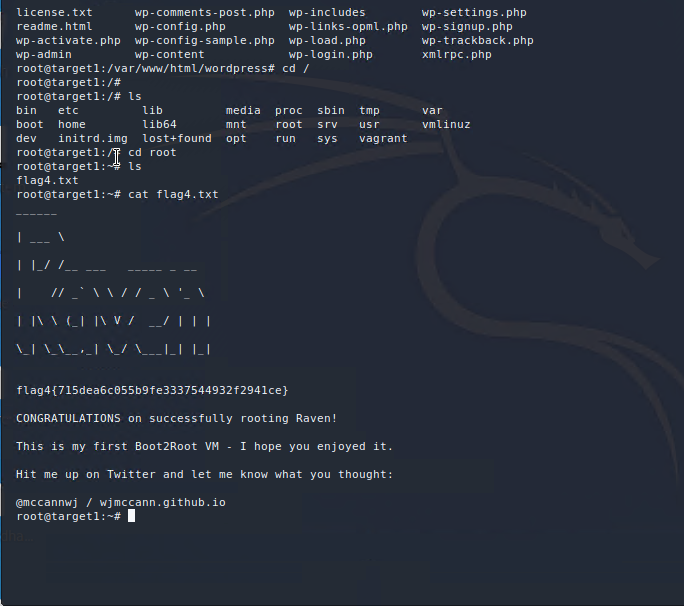 license.txt      wp-comments-post.php  wp-includes        wp-settings.php
readme.html      wp-config.php         wp-links-opml.php  wp-signup.php
wp-activate.php  wp-config-sample.php  wp-load.php        wp-trackback.php
wp-admin         wp-content            wp-login.php       xmlrpc.php
root@target1:/var/www/html/wordpress# cd /
root@target1:/#
root@target1:/# ls
bin   etc         lib         media  proc  sbin  tmp      var
boot  home        lib64       mnt    root  srv   usr      vmlinuz
dev   initrd.img  lost+found  opt    run   sys   vagrant
root@target1:/# cd root
root@target1:~# ls
flag4.txt
root@target1:~# cat flag4.txt
______
| ___ \
| |_/ /__ ___   _____ _ __
|    // _` \ \ / / _ \ '_ \
| |\ \ (_| |\ V /  __/ | | |
\_| \_\__,_| \_/ \___|_| |_|
flag4{715dea6c055b9fe3337544932f2941ce}
CONGRATULATIONS on successfully rooting Raven!
This is my first Boot2Root VM - I hope you enjoyed it.
Hit me up on Twitter and let me know what you thought:
@mccannwj / wjmccann.github.io
root@target1:~#